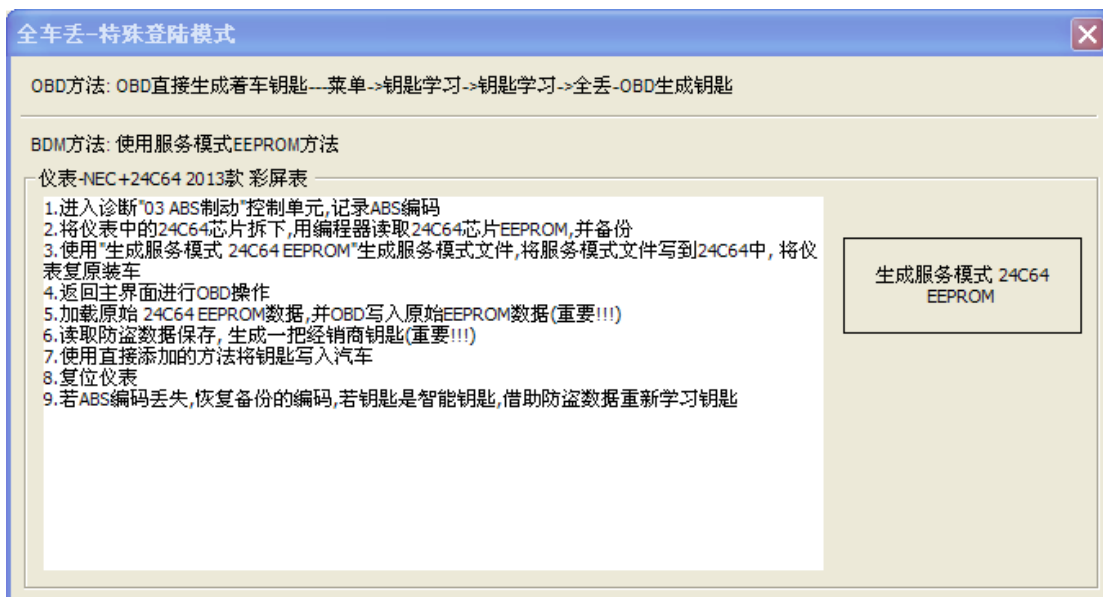 全车丢-特殊登陆模式
OBD方法: OBD直接生成着车钥匙---菜单->钥匙学习->钥匙学习->全丢-OBD生成钥匙
BDM方法: 使用服务模式EEPROM方法
仪表-NEC+24C64 2013款 彩屏表
1.进入诊断"03 ABS制动"控制单元,记录ABS编码
2.将仪表中的24C64芯片拆下,用编程器读取24C64芯片EEPROM,并备份
3.使用"生成服务模式 24C64 EEPROM"生成服务模式文件,将服务模式文件写到24C64中, 将仪
表复原装车
4.返回主界面进行OBD操作
5.加载原始 24C64 EEPROM数据,并OBD写入原始EEPROM数据(重要!!!)
6.读取防盗数据保存, 生成一把经销商钥匙(重要!!!)
7.使用直接添加的方法将钥匙写入汽车
8.复位仪表
9.若ABS编码丢失,恢复备份的编码,若钥匙是智能钥匙,借助防盗数据重新学习钥匙
生成服务模式 24C64
EEPROM